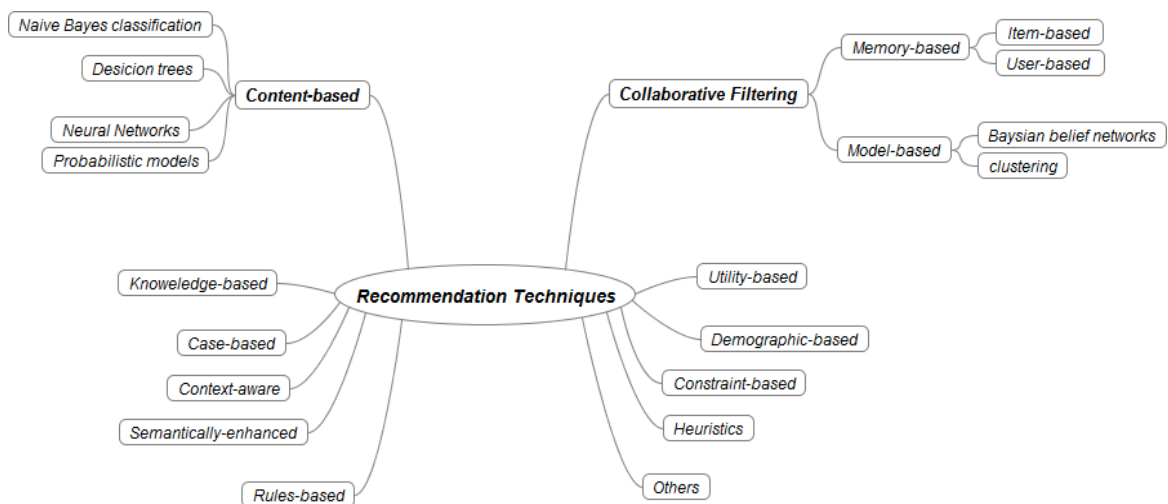 Naive Bayes classification
Desicion trees
Content-based
Neural Networks
Probabilistic models
Collaborative Filtering
Memory-based
Item-based
User-based
Model-based
Baysian belief networks
clustering
Recommendation Techniques
Knoweledge-based
Case-based
Context-aware
Semantically-enhanced
Rules-based
Utility-based
Demographic-based
Constraint-based
Heuristics
Others